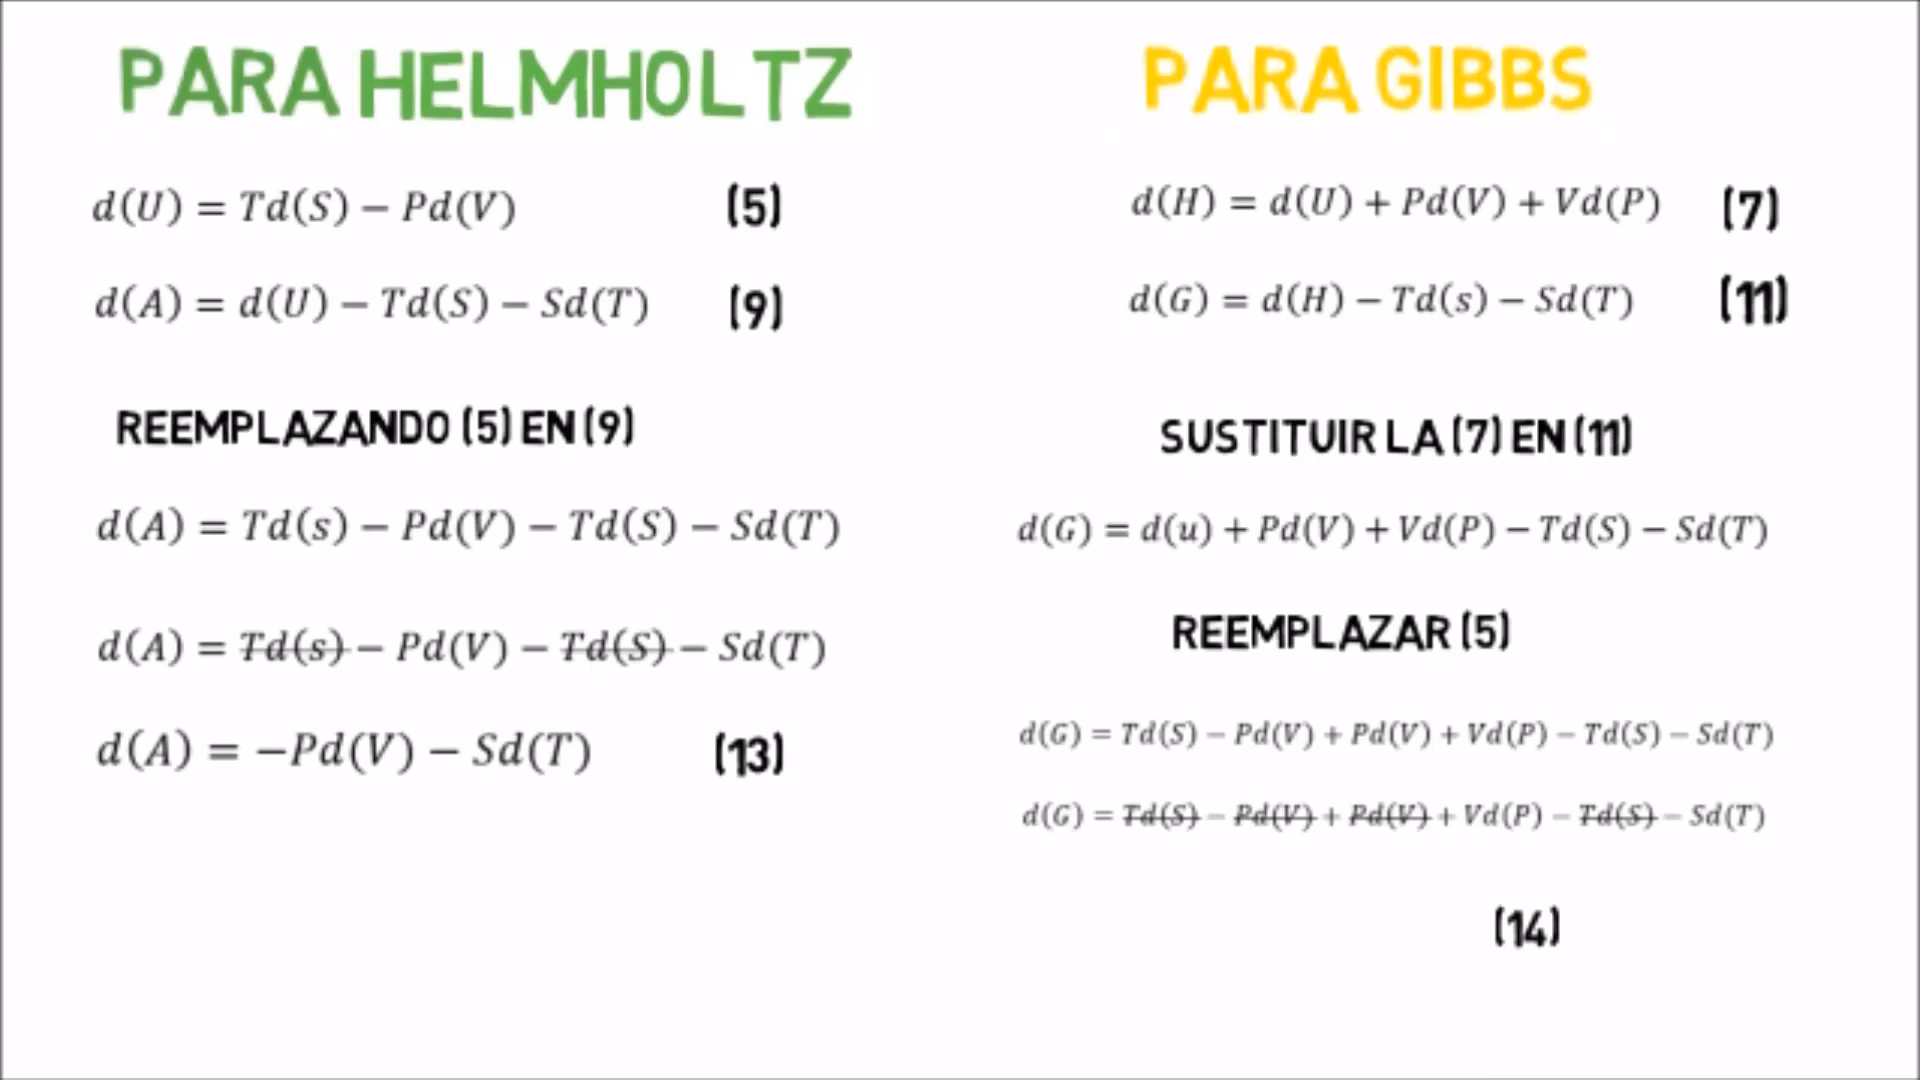 PARA HELMHOLTZ
d(U) = Td(S) − Pd(V) (5)
d(A) = d(U) − Td(S) − Sd(T) (9)
REEMPLAZANDO (5) EN (9)
d(A) = Td(s) − Pd(V) − Td(S) − Sd(T)
d(A) = Td(s) − Pd(V) − Td(S) − Sd(T)
d(A) = −Pd(V) − Sd(T) (13)
PARA GIBBS
d(H) = d(U) + Pd(V) + Vd(P) (7)
d(G) = d(H) − Td(s) − Sd(T) (11)
SUSTITUIR LA (7) EN (11)
d(G) = d(u) + Pd(V) + Vd(P) − Td(S) − Sd(T)
REEMPLAZAR (5)
d(G) = Td(S) − Pd(V) + Pd(V) + Vd(P) − Td(S) − Sd(T)
d(G) = Td(S) − Pd(V) + Pd(V) + Vd(P) − Td(S) − Sd(T)
(14)